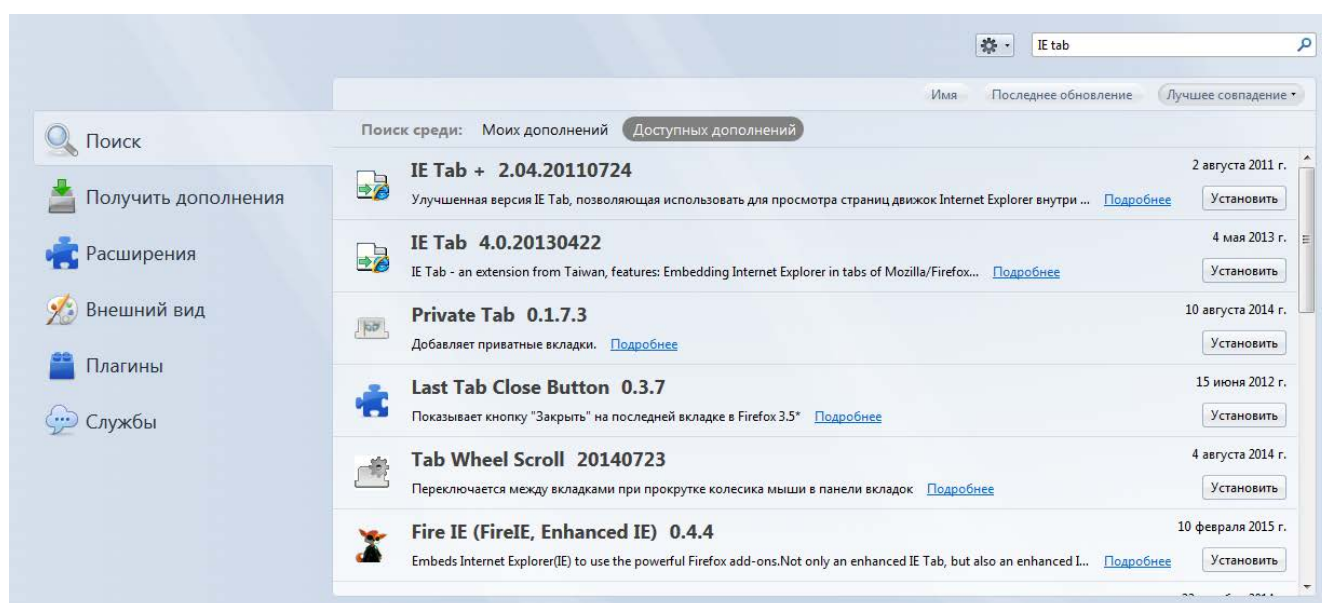 IE tab
Имя Последнее обновление Лучшее совпадение
Поиск
Получить дополнения
Расширения
Внешний вид
Плагины
Службы
Поиск среди: Моих дополнений Доступных дополнений
IE Tab + 2.04.20110724 2 августа 2011 г.
Улучшенная версия IE Tab, позволяющая использовать для просмотра страниц движок Internet Explorer внутри ... Подробнее Установить
IE Tab 4.0.20130422 4 мая 2013 г.
IE Tab - an extension from Taiwan, features: Embedding Internet Explorer in tabs of Mozilla/Firefox... Подробнее Установить
Private Tab 0.1.7.3 10 августа 2014 г.
Добавляет приватные вкладки. Подробнее Установить
Last Tab Close Button 0.3.7 15 июня 2012 г.
Показывает кнопку "Закрыть" на последней вкладке в Firefox 3.5* Подробнее Установить
Tab Wheel Scroll 20140723 4 августа 2014 г.
Переключается между вкладками при прокрутке колесика мыши в панели вкладок Подробнее Установить
Fire IE (FireIE, Enhanced IE) 0.4.4 10 февраля 2015 г.
Embeds Internet Explorer(IE) to use the powerful Firefox add-ons.Not only an enhanced IE Tab, but also an enhanced I... Подробнее Установить